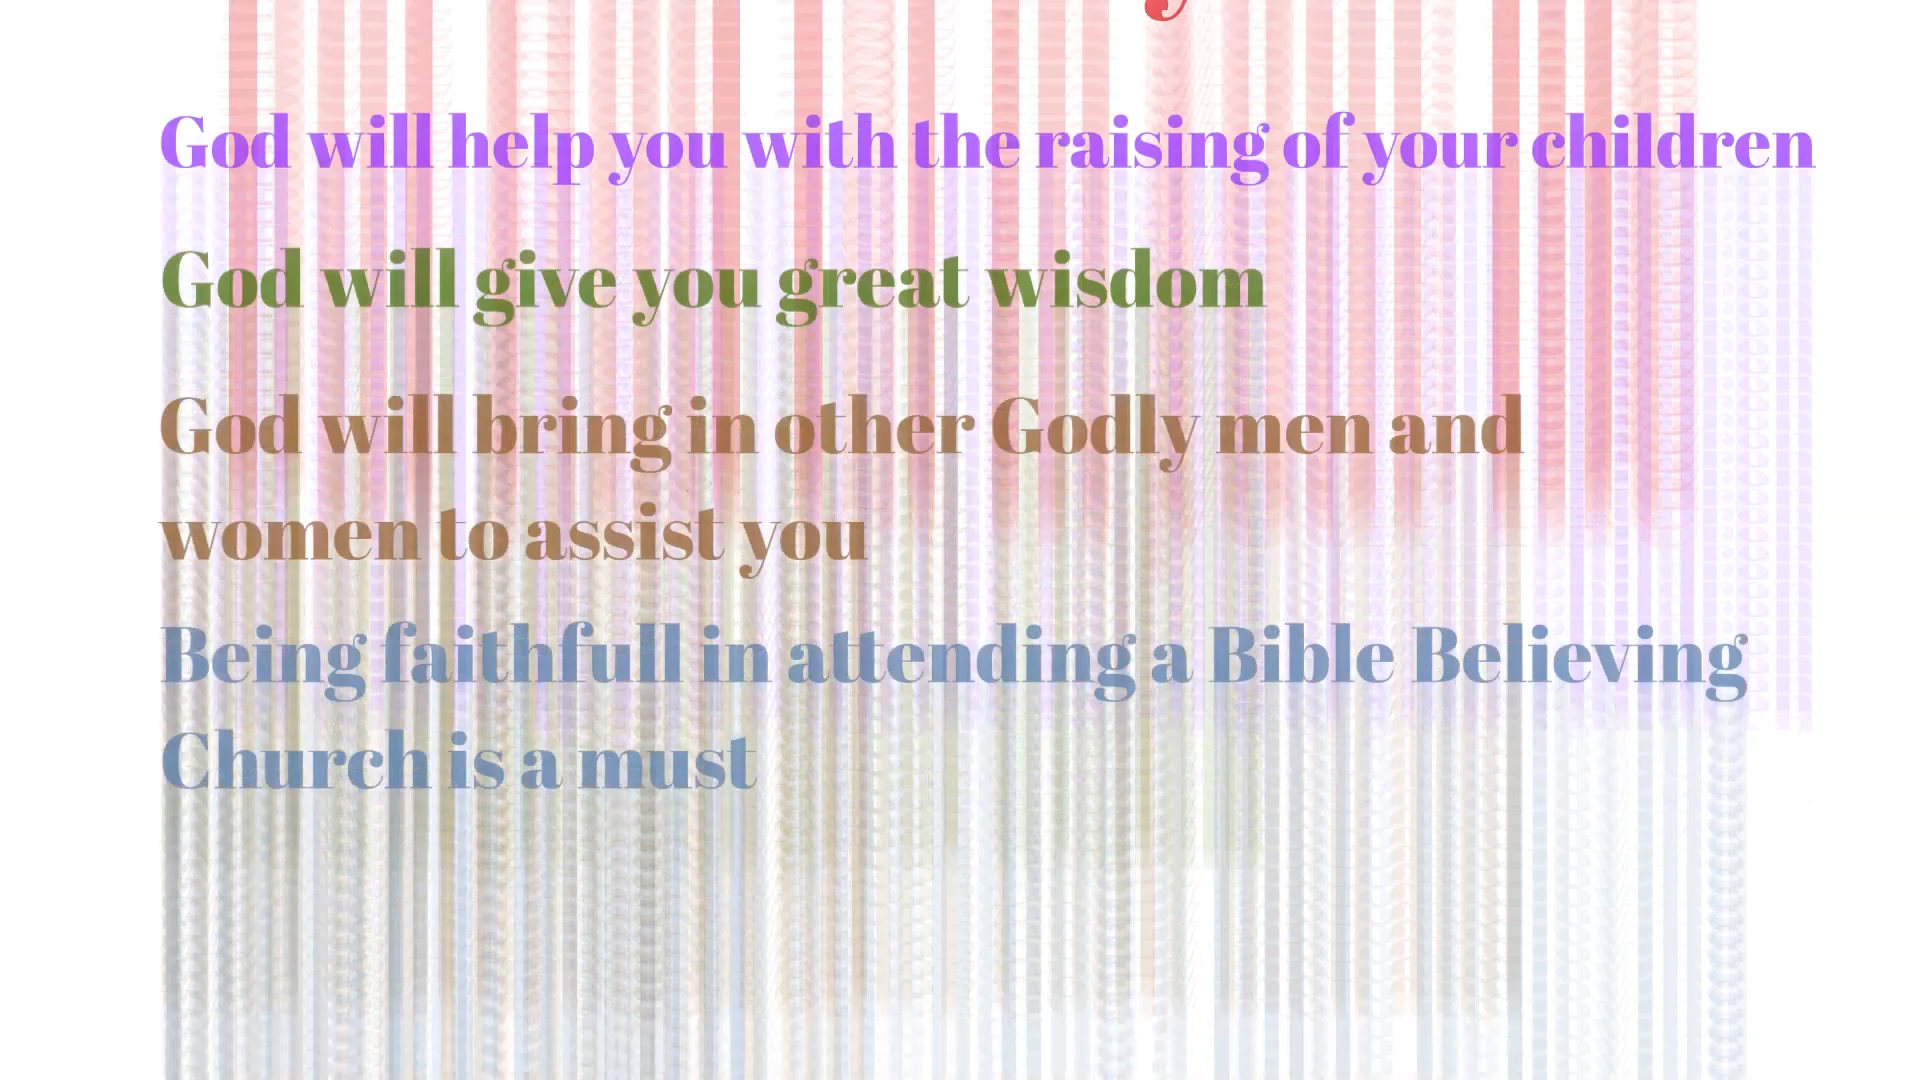 God will help you with the raising of your children
God will give you great wisdom
God will bring in other Godly men and
women to assist you
Being faithfull in attending a Bible Believing
Church is a must